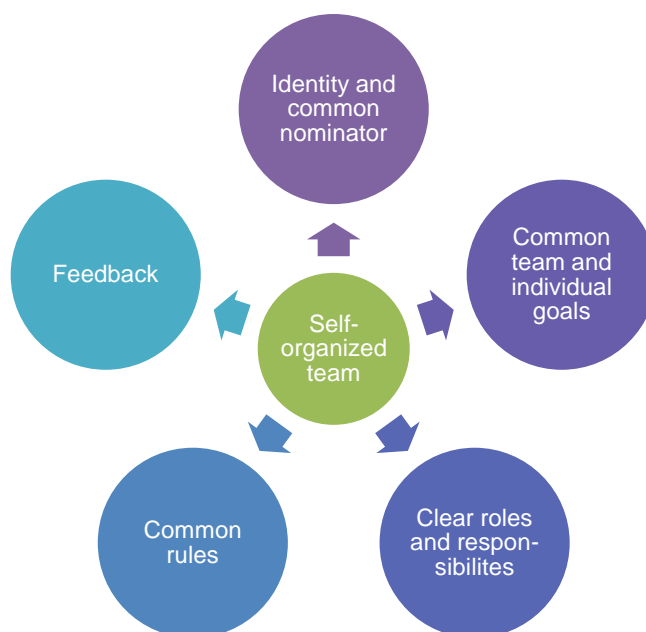 Identity and
common
nominator
Common
team and
individual
goals
Clear roles
and respon-
sibilites
Common
rules
Feedback
Self-
organized
team